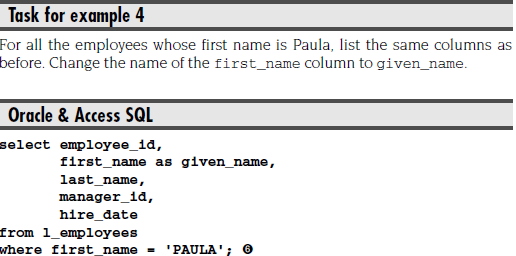 Task for example 4
For all the employees whose first name is Paula, list the same columns as
before. Change the name of the first_name column to given_name.
Oracle & Access SQL
select employee_id,
       first_name as given_name,
       last_name,
       manager_id,
       hire_date
from l_employees
where first_name = 'PAULA'; ❻